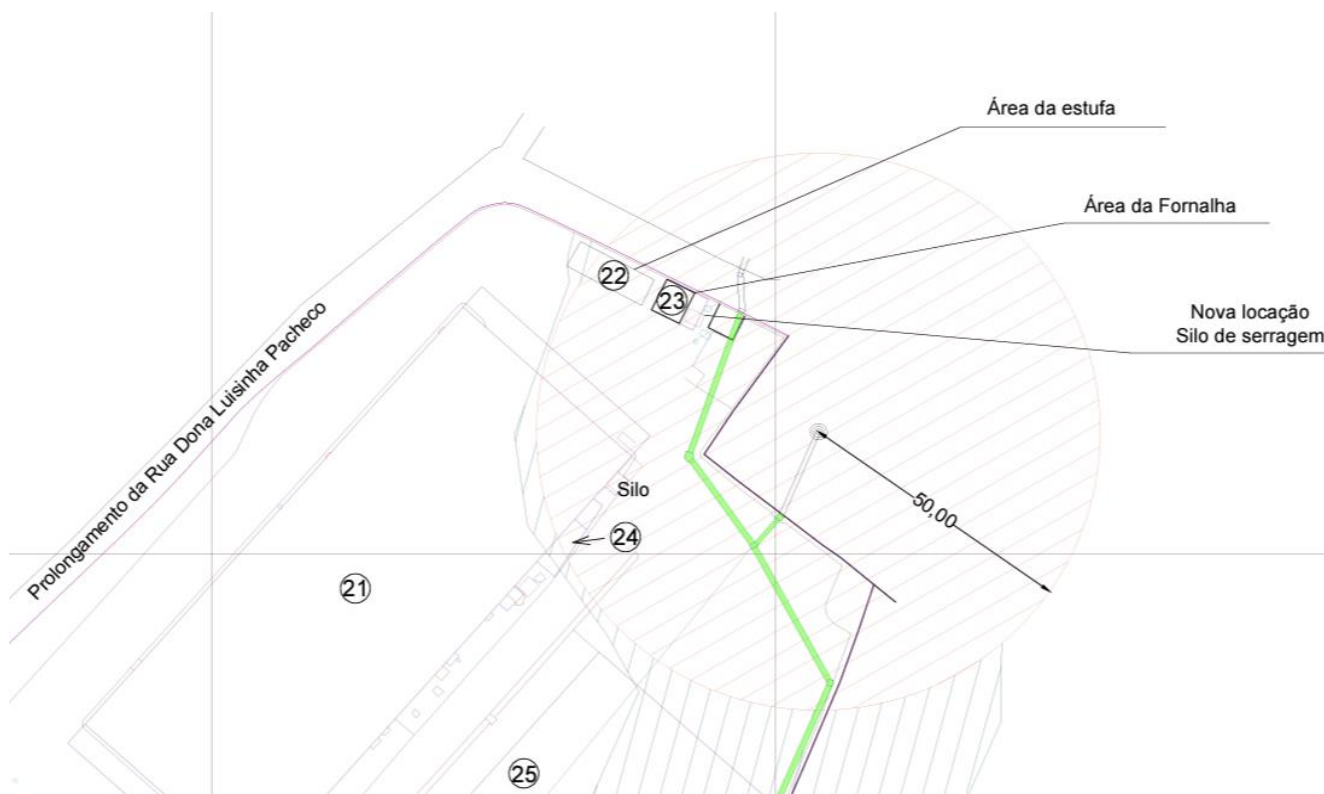 Área da estufa
Área da Fornalha
22
23
Nova locação
Silo de serragem
Prolongamento da Rua Dona Luisinha Pacheco
Silo
50,00
24
21
25